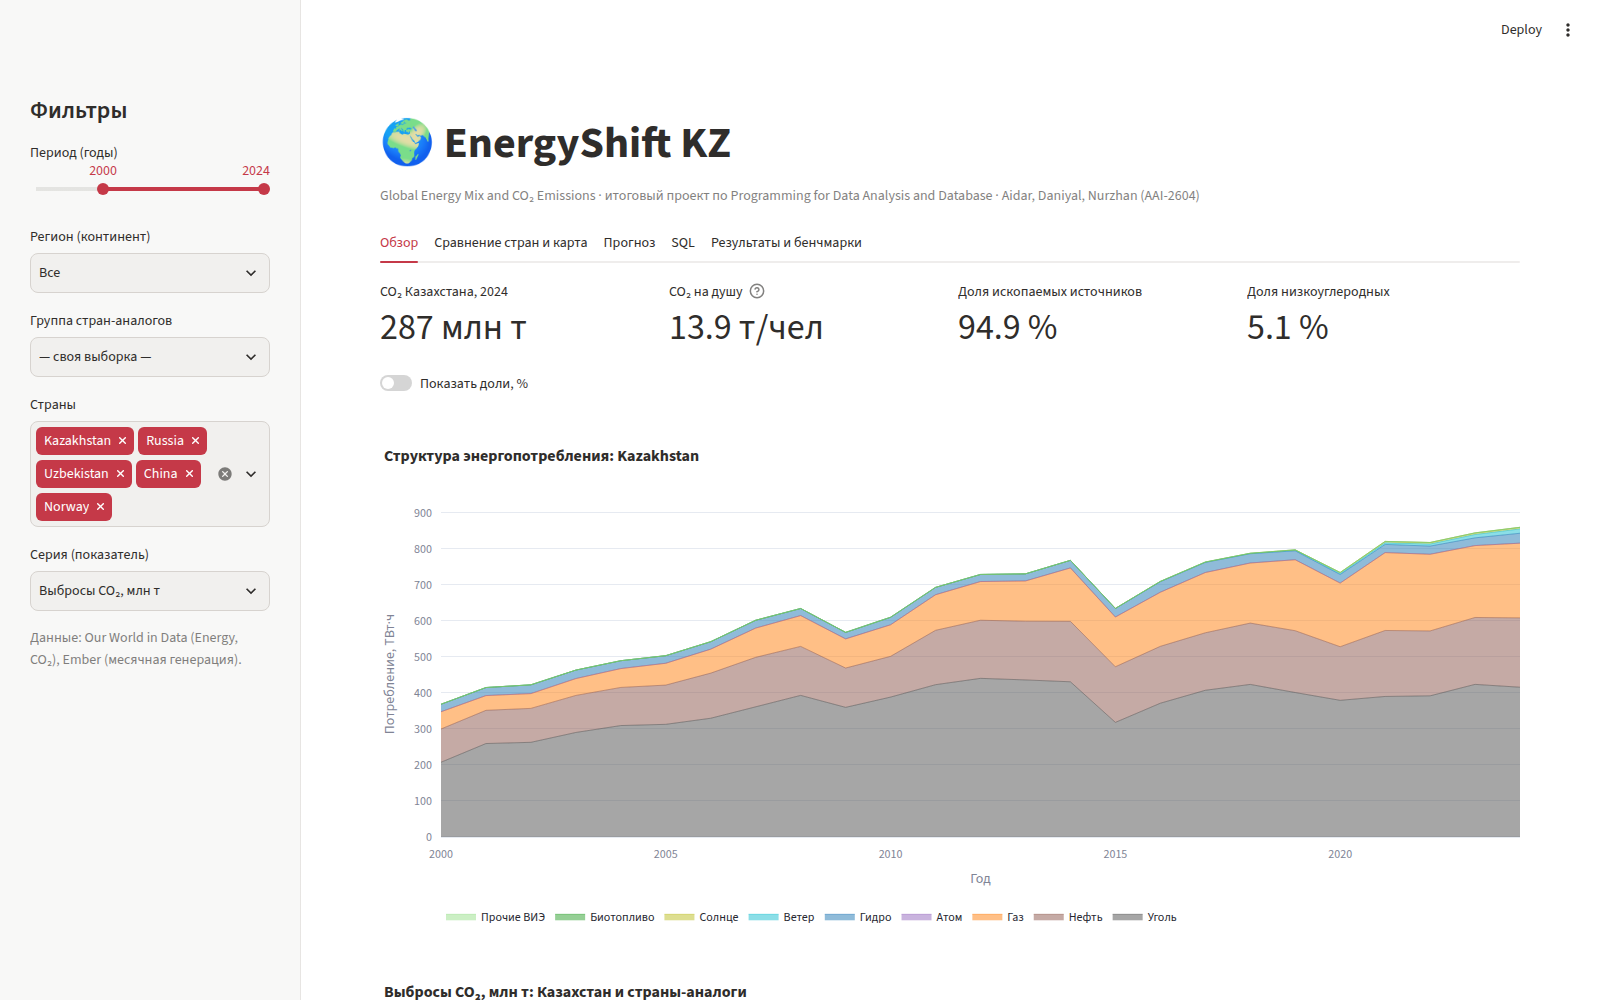 Deploy
Фильтры
Период (годы)
2000 2024
Регион (континент)
Все
Группа стран-аналогов
— своя выборка —
Страны
Kazakhstan × Russia ×
Uzbekistan × China ×
Norway ×
Серия (показатель)
Выбросы CO₂, млн т
Данные: Our World in Data (Energy,
CO₂), Ember (месячная генерация).
EnergyShift KZ
Global Energy Mix and CO₂ Emissions · итоговый проект по Programming for Data Analysis and Database · Aidar, Daniyal, Nurzhan (AAI-2604)
Обзор Сравнение стран и карта Прогноз SQL Результаты и бенчмарки
CO₂ Казахстана, 2024
287 млн т
CO₂ на душу ?
13.9 т/чел
Доля ископаемых источников
94.9 %
Доля низкоуглеродных
5.1 %
Показать доли, %
Структура энергопотребления: Kazakhstan
Потребление, ТВт·ч
900
800
700
600
500
400
300
200
100
0
2000 2005 2010 2015 2020
Год
Прочие ВИЭ Биотопливо Солнце Ветер Гидро Атом Газ Нефть Уголь
Выбросы CO₂, млн т: Казахстан и страны-аналоги